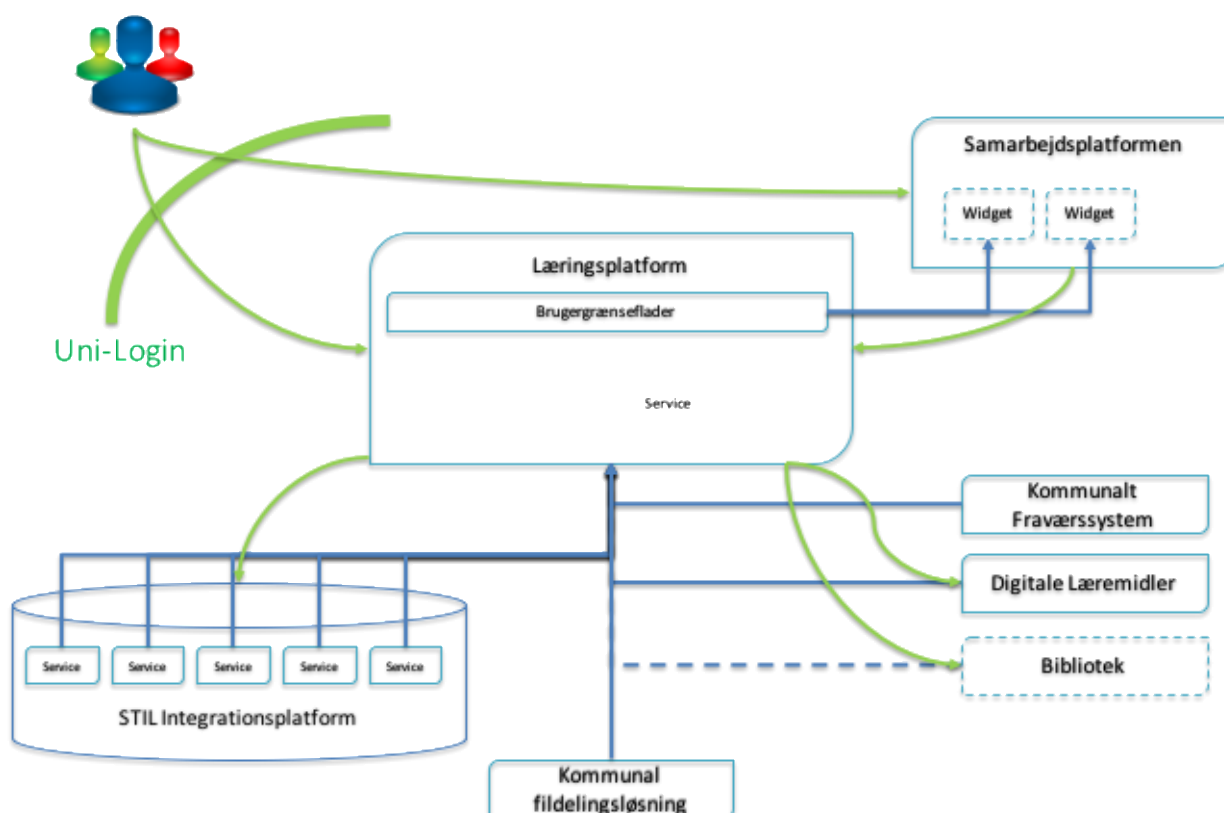 Samarbejdsplatformen
Widget
Widget
Læringsplatform
Brugergrænseflader
Uni-Login
Service
Kommunalt
Fraværssystem
Digitale Læremidler
Bibliotek
Service
Service
Service
Service
Service
STIL Integrationsplatform
Kommunal
fildelingsløsning